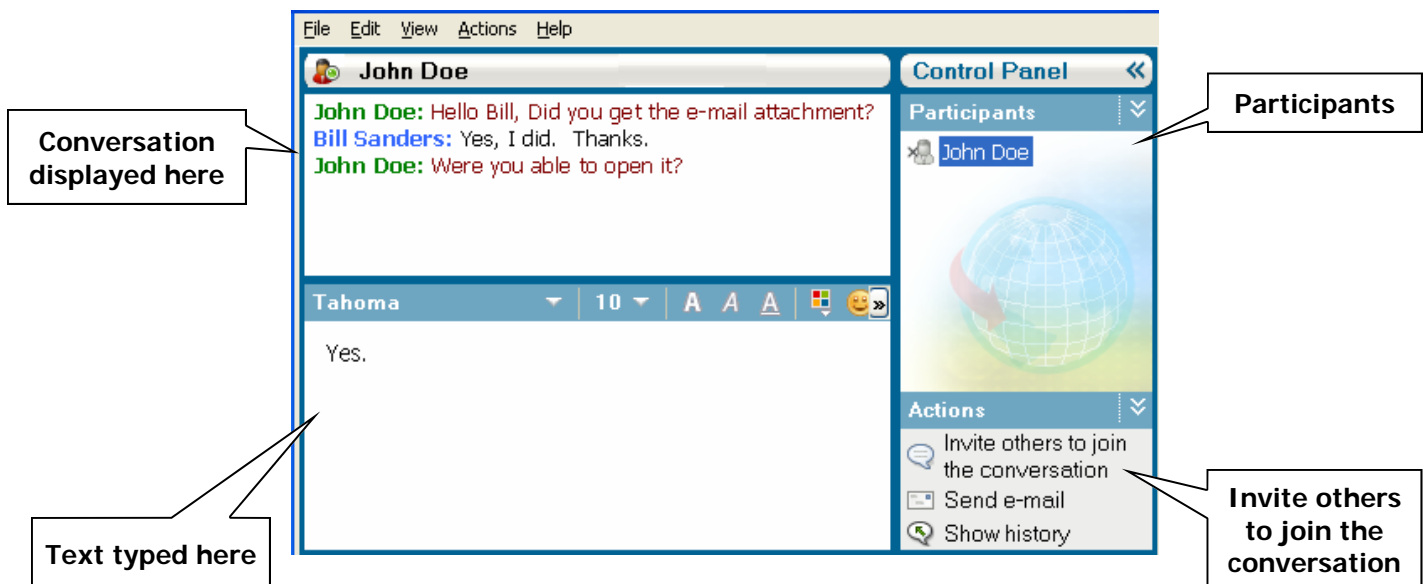 File Edit View Actions Help
John Doe
Control Panel
Conversation
displayed here
John Doe: Hello Bill, Did you get the e-mail attachment?
Bill Sanders: Yes, I did. Thanks.
John Doe: Were you able to open it?
Participants
John Doe
Participants
Tahoma 10 A A A
Yes.
Text typed here
Actions
Invite others to join
the conversation
Send e-mail
Show history
Invite others
to join the
conversation